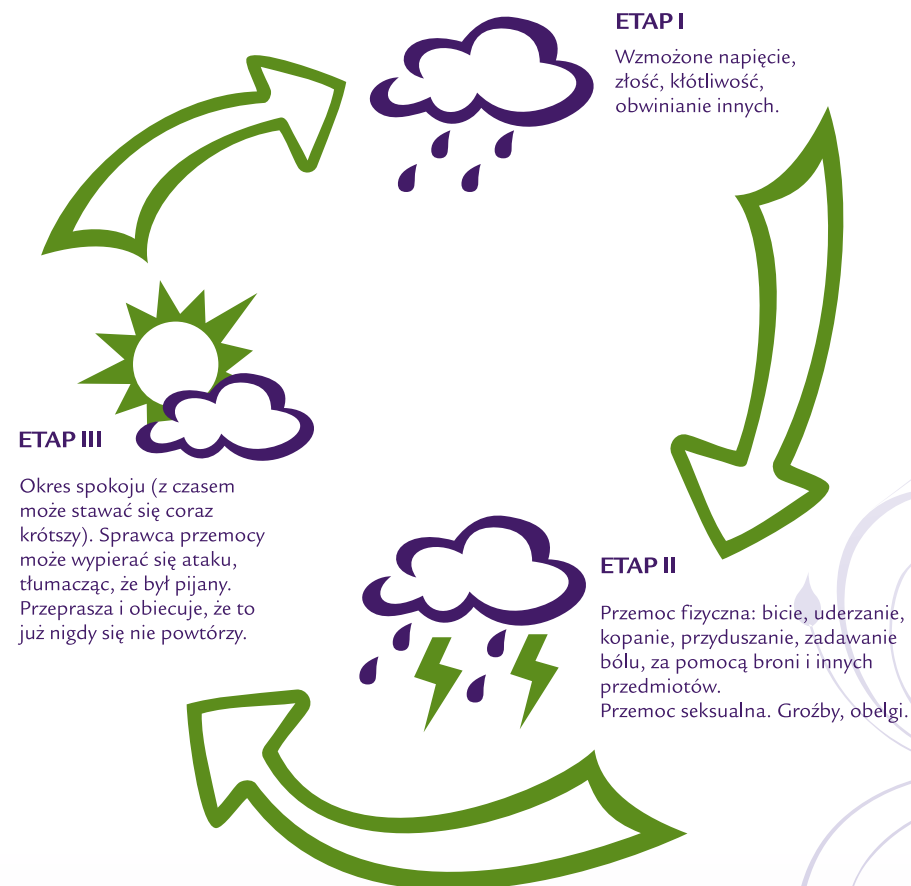 ETAP I
Wzmożone napięcie,
złość, kłótliwość,
obwinianie innych.
ETAP II
Przemoc fizyczna: bicie, uderzanie,
kopanie, przyduszanie, zadawanie
bólu, za pomocą broni i innych
przedmiotów.
Przemoc seksualna. Groźby, obelgi.
ETAP III
Okres spokoju (z czasem
może stawać się coraz
krótszy). Sprawca przemocy
może wypierać się ataku,
tłumacząc, że był pijany.
Przeprasza i obiecuje, że to
już nigdy się nie powtórzy.